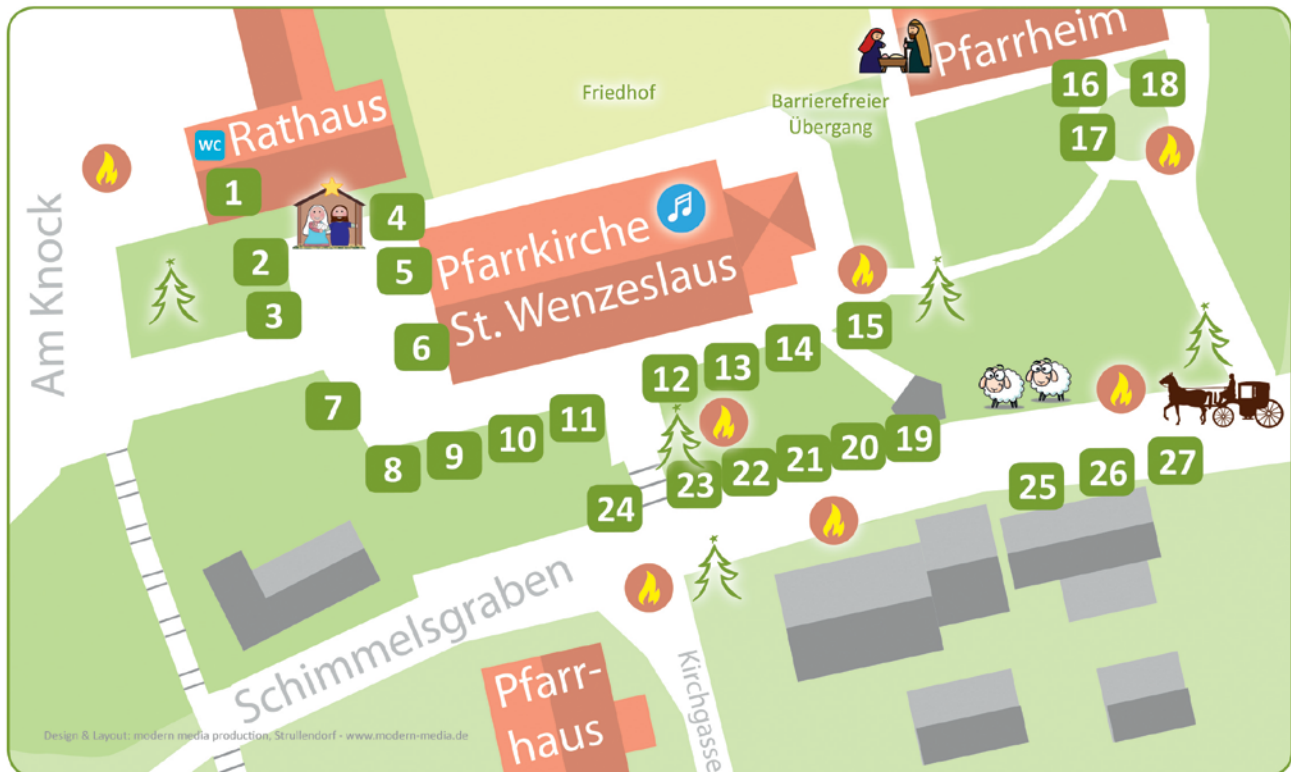 Pfarrheim
Friedhof
Barrierefreier
Übergang
WC
Rathaus
16
18
17
1
4
Am Knock
2
5
3
Pfarrkirche
St. Wenzeslaus
6
15
14
13
12
7
11
10
9
8
19
20
21
22
23
24
27
26
25
Schimmelsgraben
Kirchgasse
Pfarr-
haus
Design & Layout: modern media production, Strullendorf - www.modern-media.de